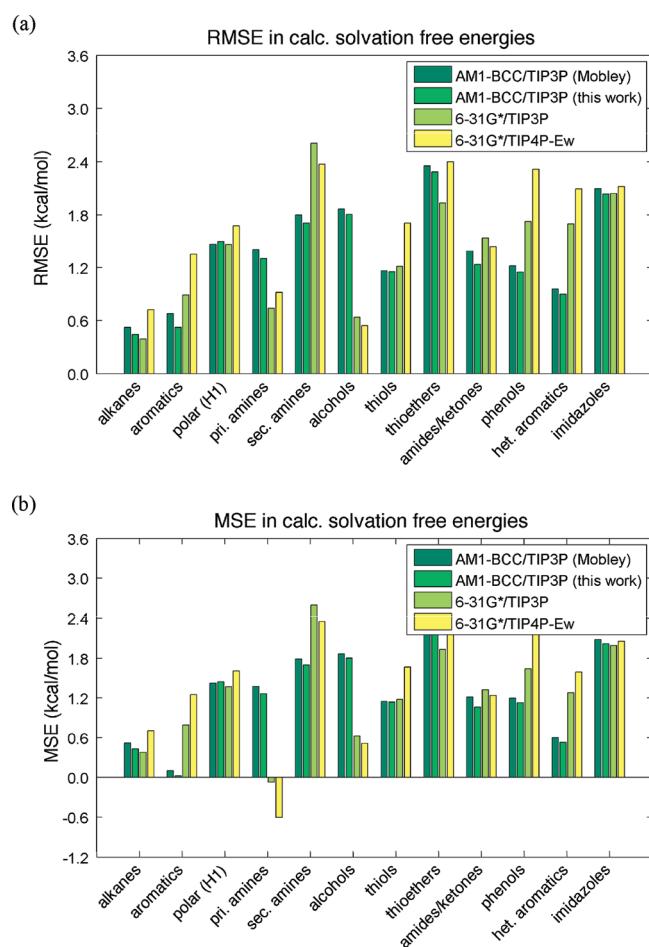 (a)
RMSE in calc. solvation free energies
3.6
3.0
2.4
1.8
1.2
0.6
0.0
RMSE (kcal/mol)
AM1-BCC/TIP3P (Mobley)
AM1-BCC/TIP3P (this work)
6-31G*/TIP3P
6-31G*/TIP4P-Ew
alkanes
aromatics
polar (H1)
pri. amines
sec. amines
alcohols
thiols
thioethers
amides/ketones
phenols
het. aromatics
imidazoles
(b)
MSE in calc. solvation free energies
3.6
3.0
2.4
1.8
1.2
0.6
0.0
-0.6
-1.2
MSE (kcal/mol)
AM1-BCC/TIP3P (Mobley)
AM1-BCC/TIP3P (this work)
6-31G*/TIP3P
6-31G*/TIP4P-Ew
alkanes
aromatics
polar (H1)
pri. amines
sec. amines
alcohols
thiols
thioethers
amides/ketones
phenols
het. aromatics
imidazoles